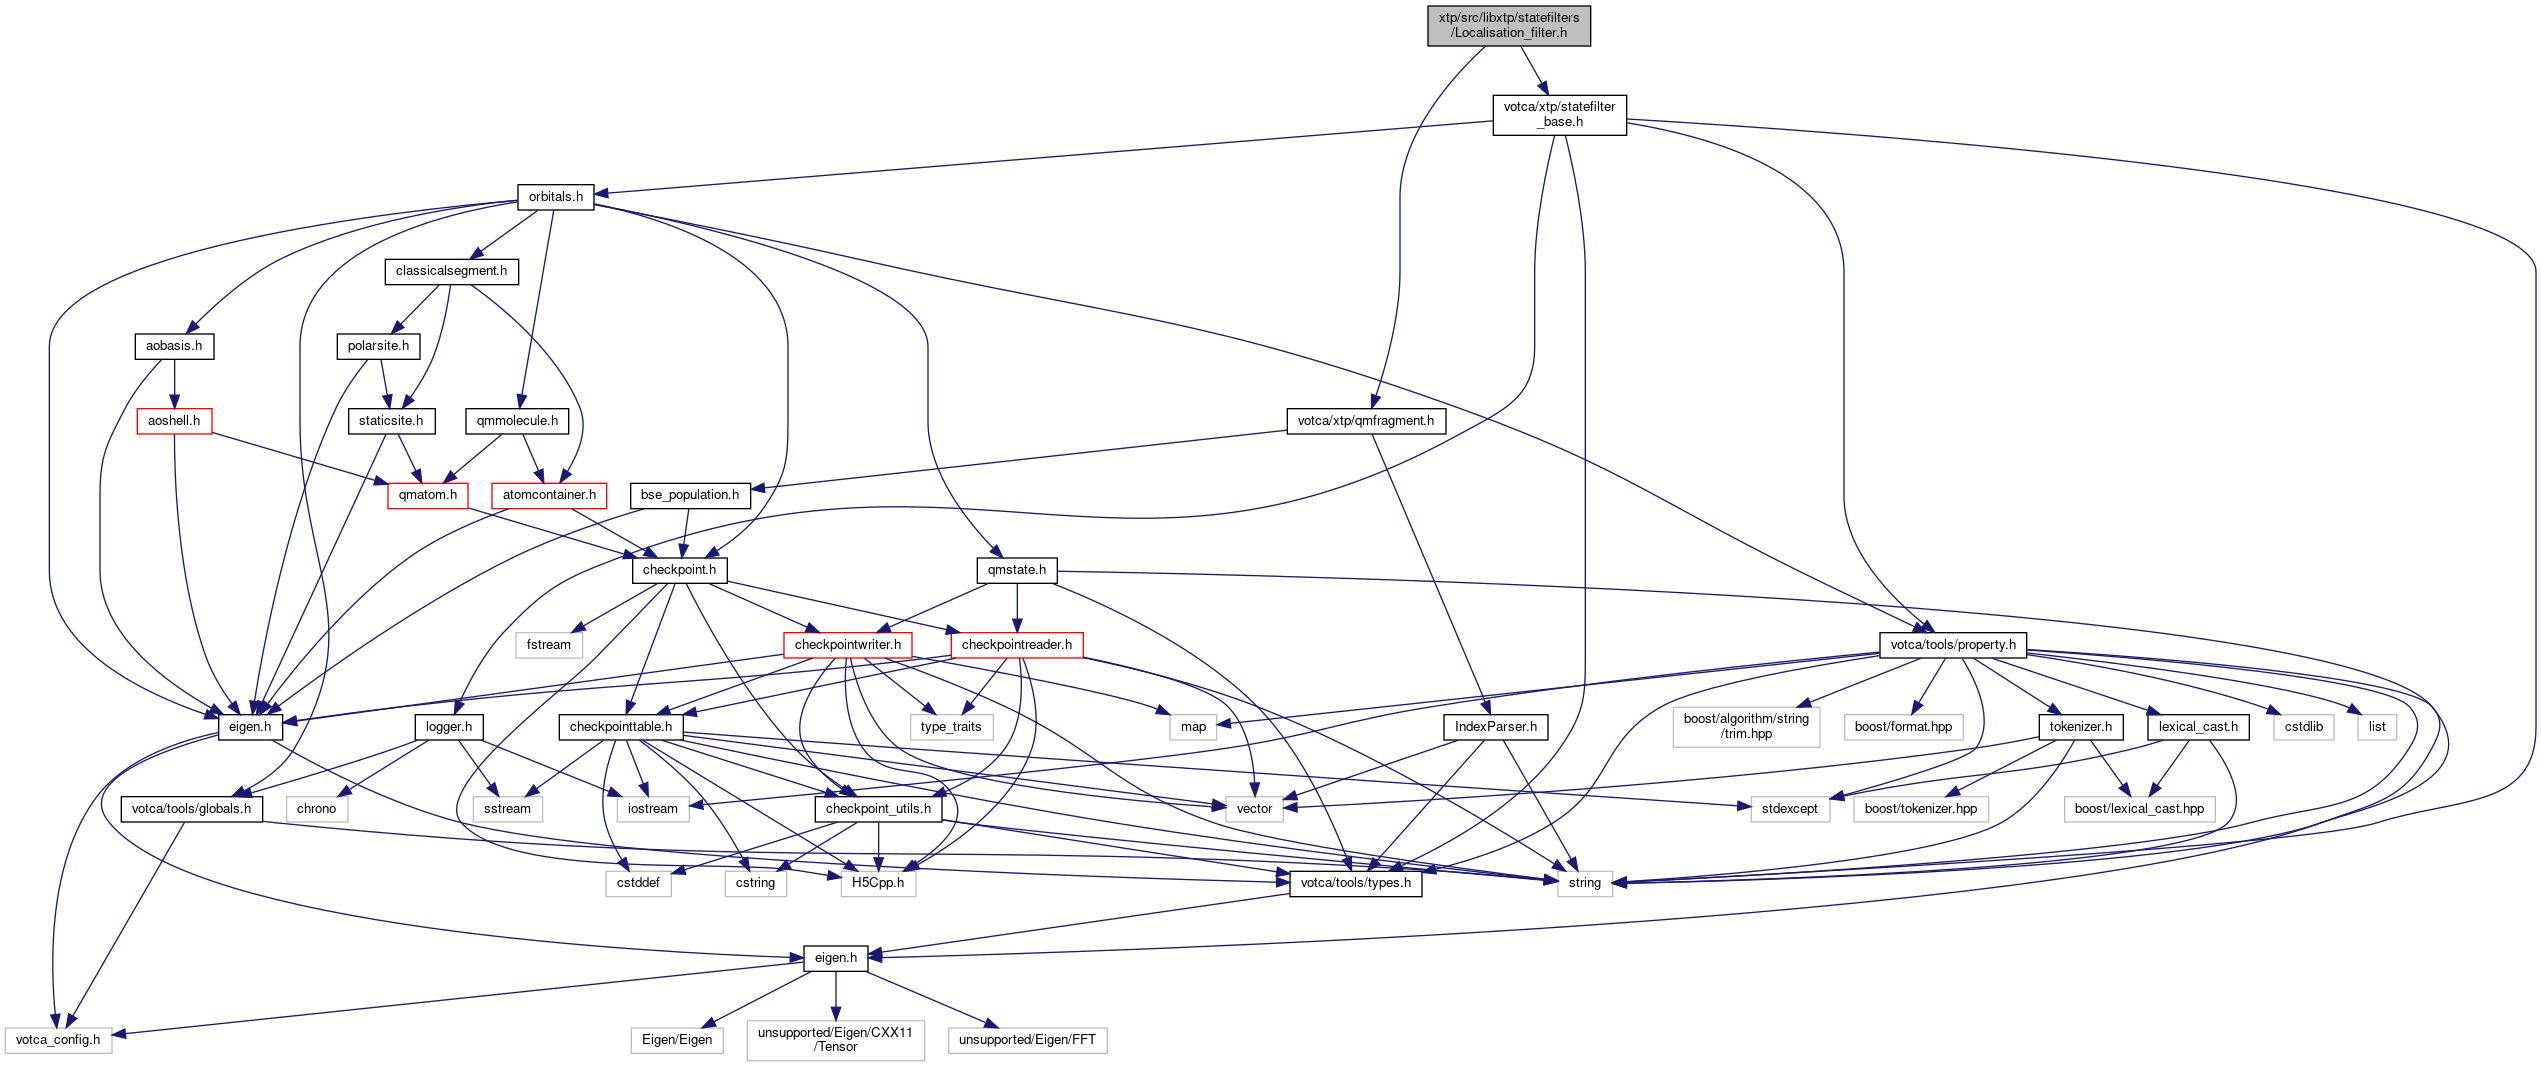 xtp/src/libxtp/statefilters
/Localisation_filter.h
votca/xtp/statefilter
_base.h
orbitals.h
classicalsegment.h
aobasis.h
polarsite.h
aoshell.h
staticsite.h
qmmolecule.h
votca/xtp/qmfragment.h
qmatom.h
atomcontainer.h
bse_population.h
checkpoint.h
qmstate.h
fstream
checkpointwriter.h
checkpointreader.h
votca/tools/property.h
eigen.h
logger.h
checkpointtable.h
type_traits
map
IndexParser.h
boost/algorithm/string
/trim.hpp
boost/format.hpp
tokenizer.h
lexical_cast.h
cstdlib
list
votca/tools/globals.h
chrono
sstream
iostream
checkpoint_utils.h
vector
stdexcept
boost/tokenizer.hpp
boost/lexical_cast.hpp
cstddef
cstring
H5Cpp.h
votca/tools/types.h
string
eigen.h
votca_config.h
Eigen/Eigen
unsupported/Eigen/CXX11
/Tensor
unsupported/Eigen/FFT